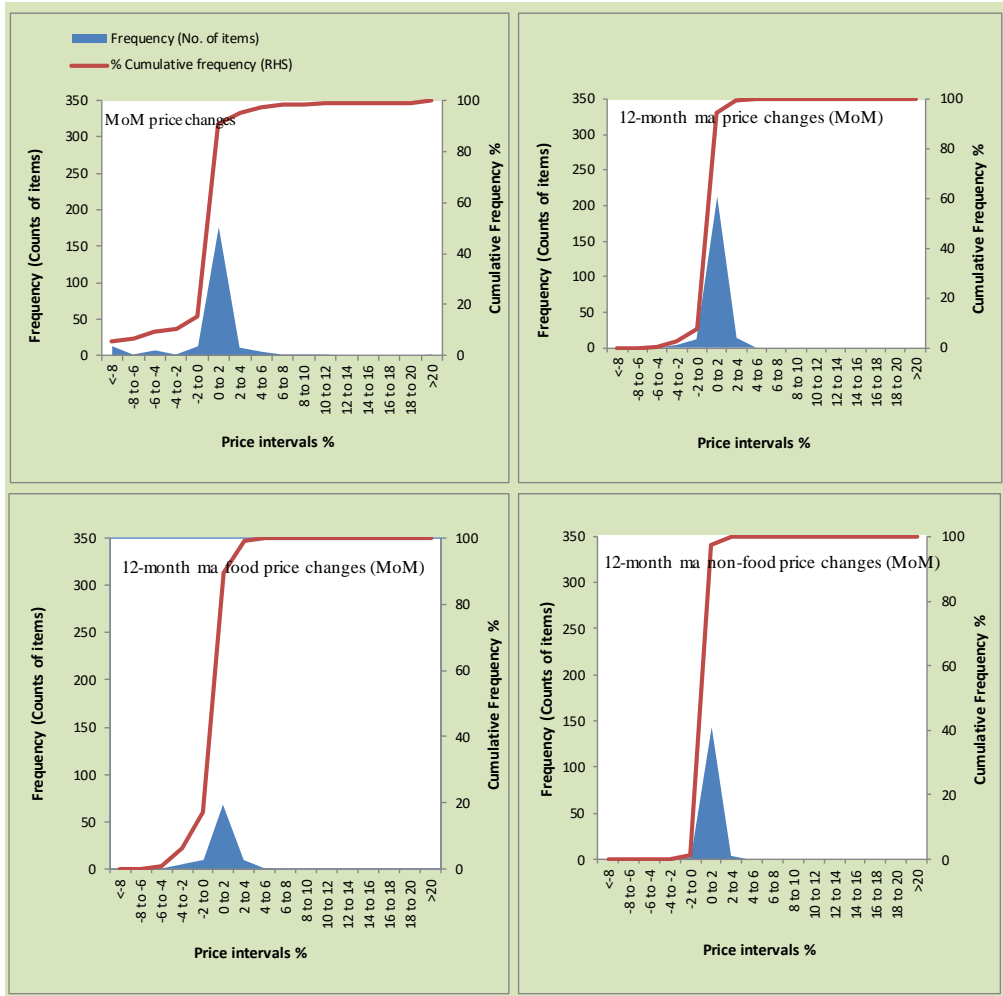 Frequency (No. of items)
% Cumulative frequency (RHS)
MoM price changes
Frequency (Counts of items)
350
300
250
200
150
100
50
0
100
80
60
40
20
0
Cumulative Frequency %
<-8
-8 to -6
-6 to -4
-4 to -2
-2 to 0
0 to 2
2 to 4
4 to 6
6 to 8
8 to 10
10 to 12
12 to 14
14 to 16
16 to 18
18 to 20
>20
Price intervals %
12-month ma price changes (MoM)
Frequency (Counts of items)
350
300
250
200
150
100
50
0
100
80
60
40
20
0
Cumulative Frequency %
<-8
-8 to -6
-6 to -4
-4 to -2
-2 to 0
0 to 2
2 to 4
4 to 6
6 to 8
8 to 10
10 to 12
12 to 14
14 to 16
16 to 18
18 to 20
>20
Price intervals %
12-month ma food price changes (MoM)
Frequency (Counts of items)
350
300
250
200
150
100
50
0
100
80
60
40
20
0
Cumulative Frequency %
<-8
-8 to -6
-6 to -4
-4 to -2
-2 to 0
0 to 2
2 to 4
4 to 6
6 to 8
8 to 10
10 to 12
12 to 14
14 to 16
16 to 18
18 to 20
>20
Price intervals %
12-month ma non-food price changes (MoM)
Frequency (Counts of items)
350
300
250
200
150
100
50
0
100
80
60
40
20
0
Cumulative Frequency %
<-8
-8 to -6
-6 to -4
-4 to -2
-2 to 0
0 to 2
2 to 4
4 to 6
6 to 8
8 to 10
10 to 12
12 to 14
14 to 16
16 to 18
18 to 20
>20
Price intervals %